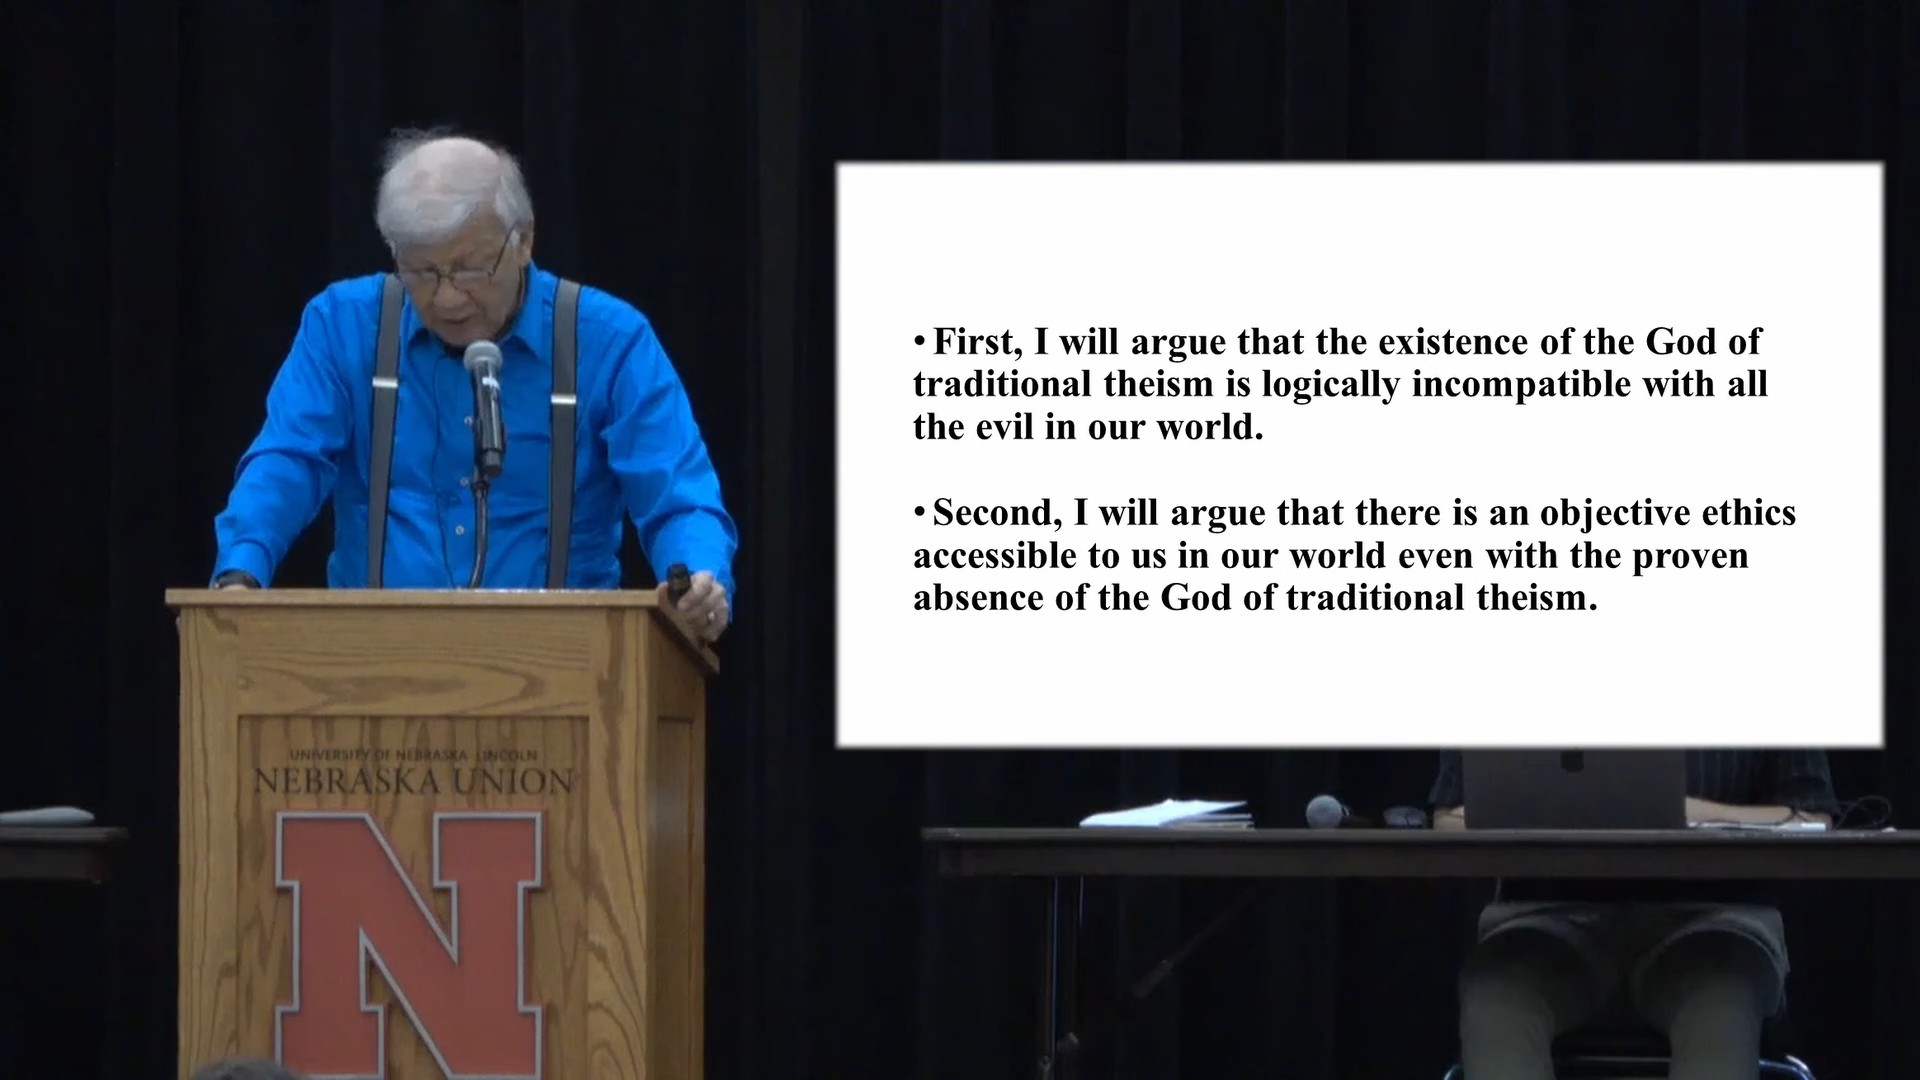 • First, I will argue that the existence of the God of
traditional theism is logically incompatible with all
the evil in our world.
• Second, I will argue that there is an objective ethics
accessible to us in our world even with the proven
absence of the God of traditional theism.
UNIVERSITY OF NEBRASKA-LINCOLN
NEBRASKA UNION
N